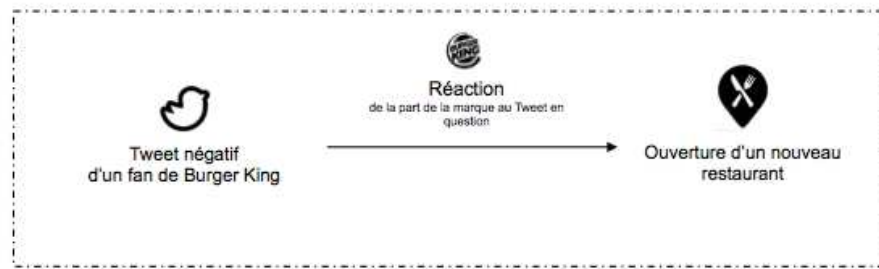 BURGER
KING
Réaction
de la part de la marque au Tweet en
question
Tweet négatif
d'un fan de Burger King
Ouverture d'un nouveau
restaurant